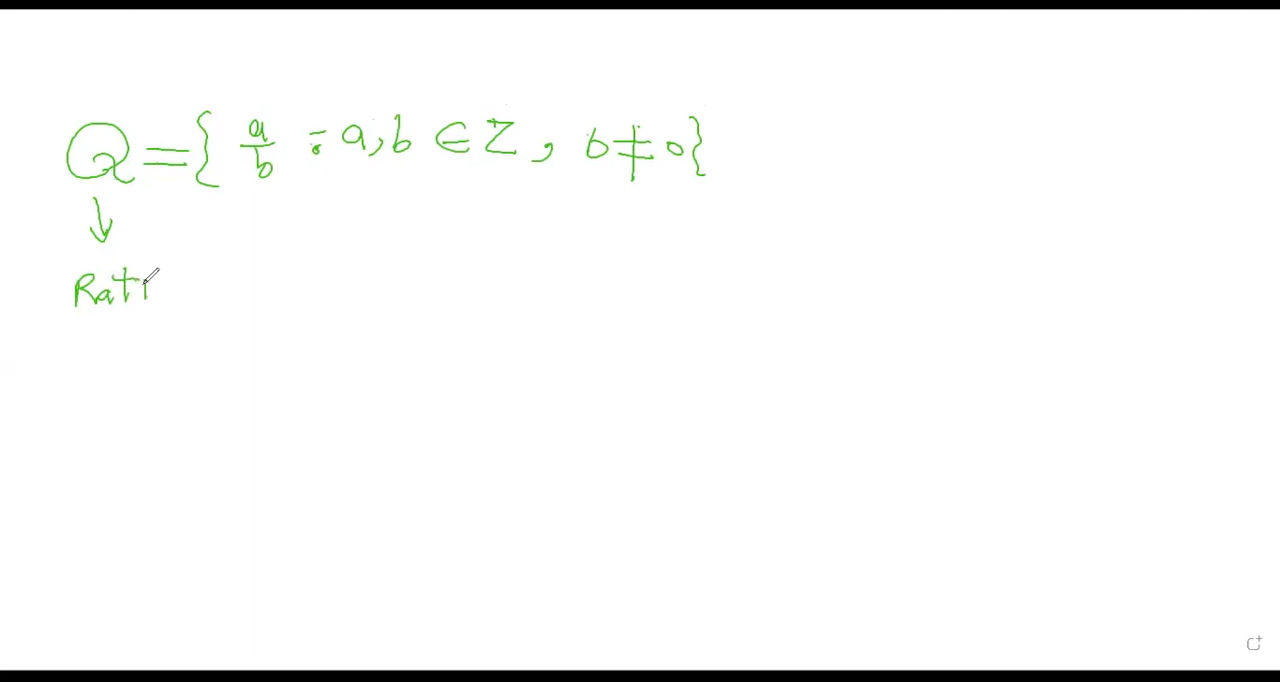 Q = { a/b : a, b ∈ Z, b ≠ 0}
↓
Rati